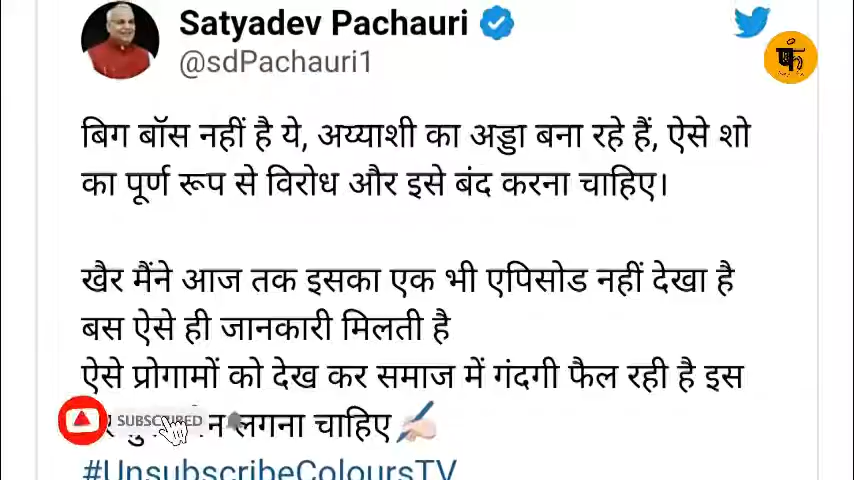 Satyadev Pachauri
@sdPachauri1
पं
बिग बॉस नहीं है ये, अय्याशी का अड्डा बना रहे हैं, ऐसे शो
का पूर्ण रूप से विरोध और इसे बंद करना चाहिए।
खैर मैंने आज तक इसका एक भी एपिसोड नहीं देखा है
बस ऐसे ही जानकारी मिलती है
ऐसे प्रोगामों को देख कर समाज में गंदगी फैल रही है इस
SUBSCRIBED
लगना चाहिए
#UnsubscribeColoursTV